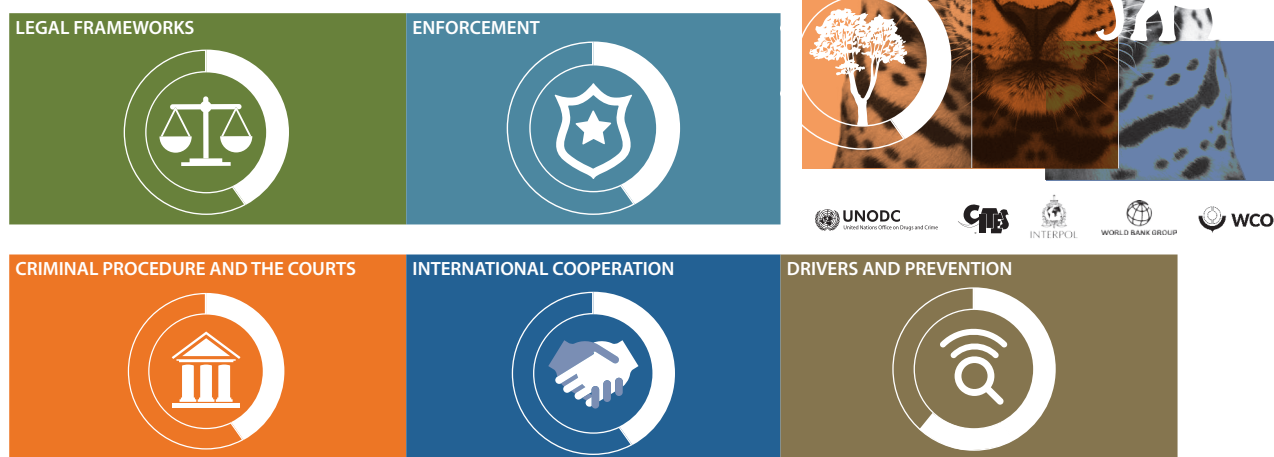 LEGAL FRAMEWORKS
ENFORCEMENT
UNODC
United Nations Office on Drugs and Crime
CITES
INTERPOL
WORLD BANK GROUP
WCO
CRIMINAL PROCEDURE AND THE COURTS
INTERNATIONAL COOPERATION
DRIVERS AND PREVENTION